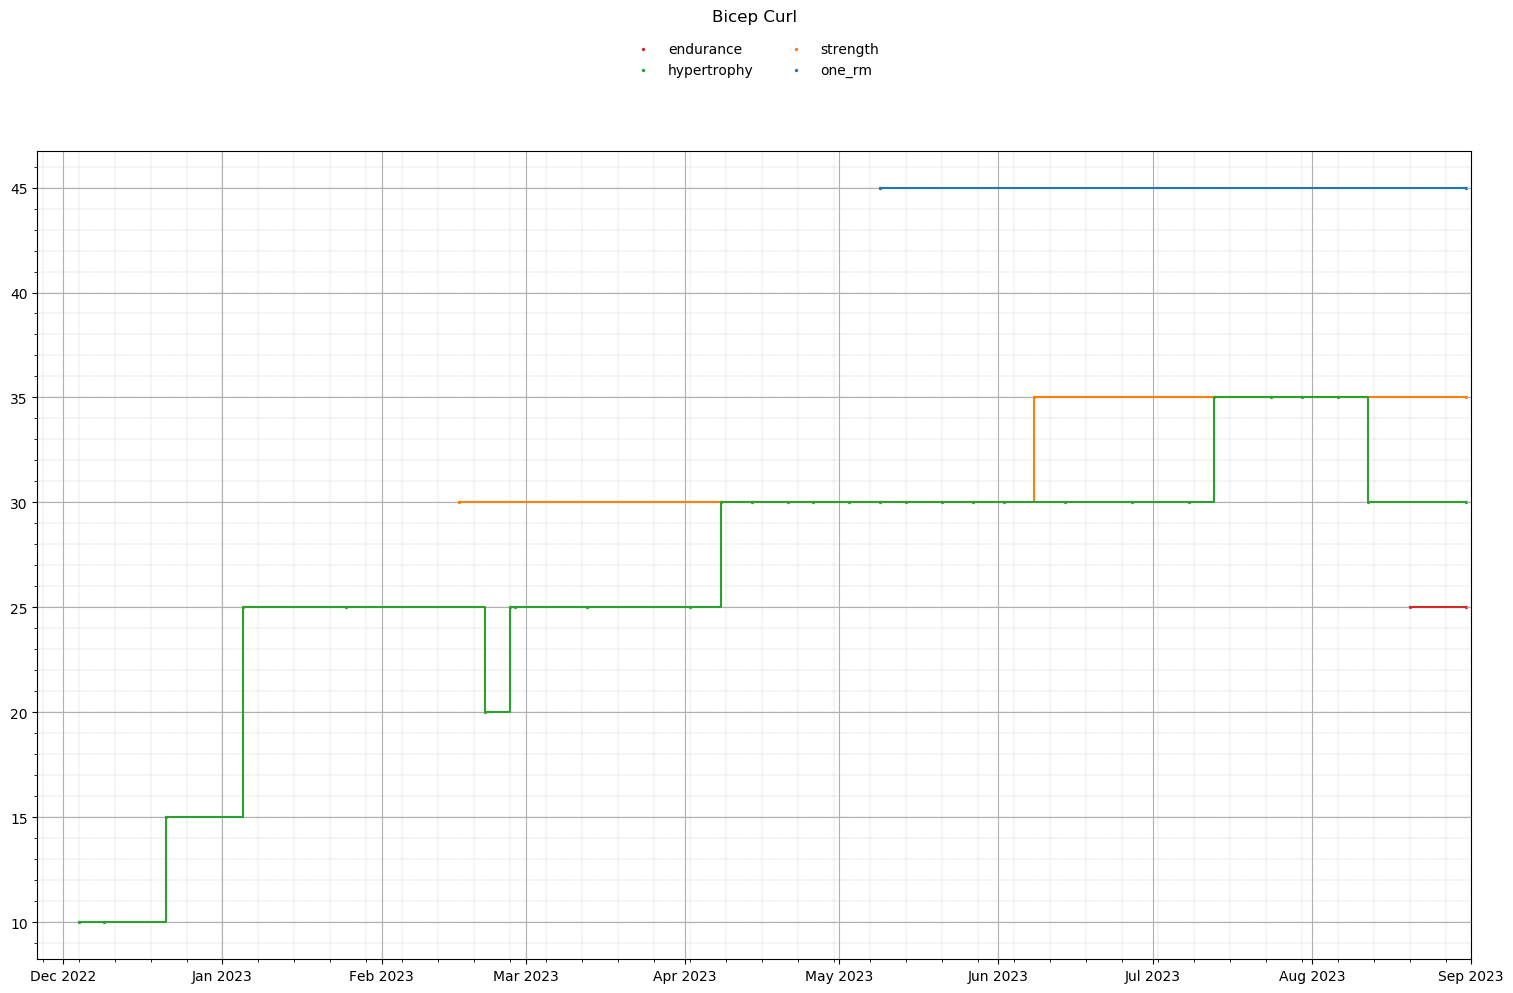 Bicep Curl
endurance strength
hypertrophy one_rm
45
40
35
30
25
20
15
10
Dec 2022 Jan 2023 Feb 2023 Mar 2023 Apr 2023 May 2023 Jun 2023 Jul 2023 Aug 2023 Sep 2023